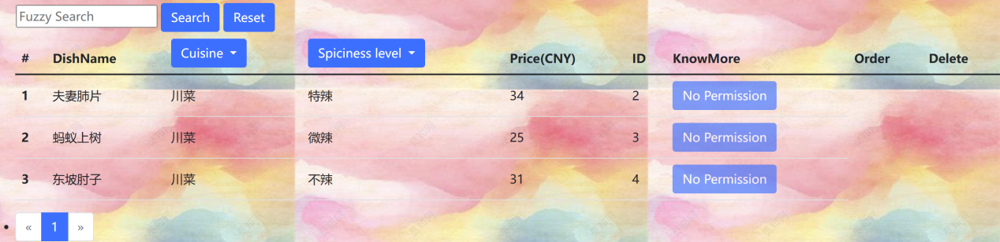 Fuzzy Search Search Reset
# DishName Cuisine Spiciness level Price(CNY) ID KnowMore Order Delete
1 夫妻肺片 川菜 特辣 34 2 No Permission
2 蚂蚁上树 川菜 微辣 25 3 No Permission
3 东坡肘子 川菜 不辣 31 4 No Permission
« 1 »